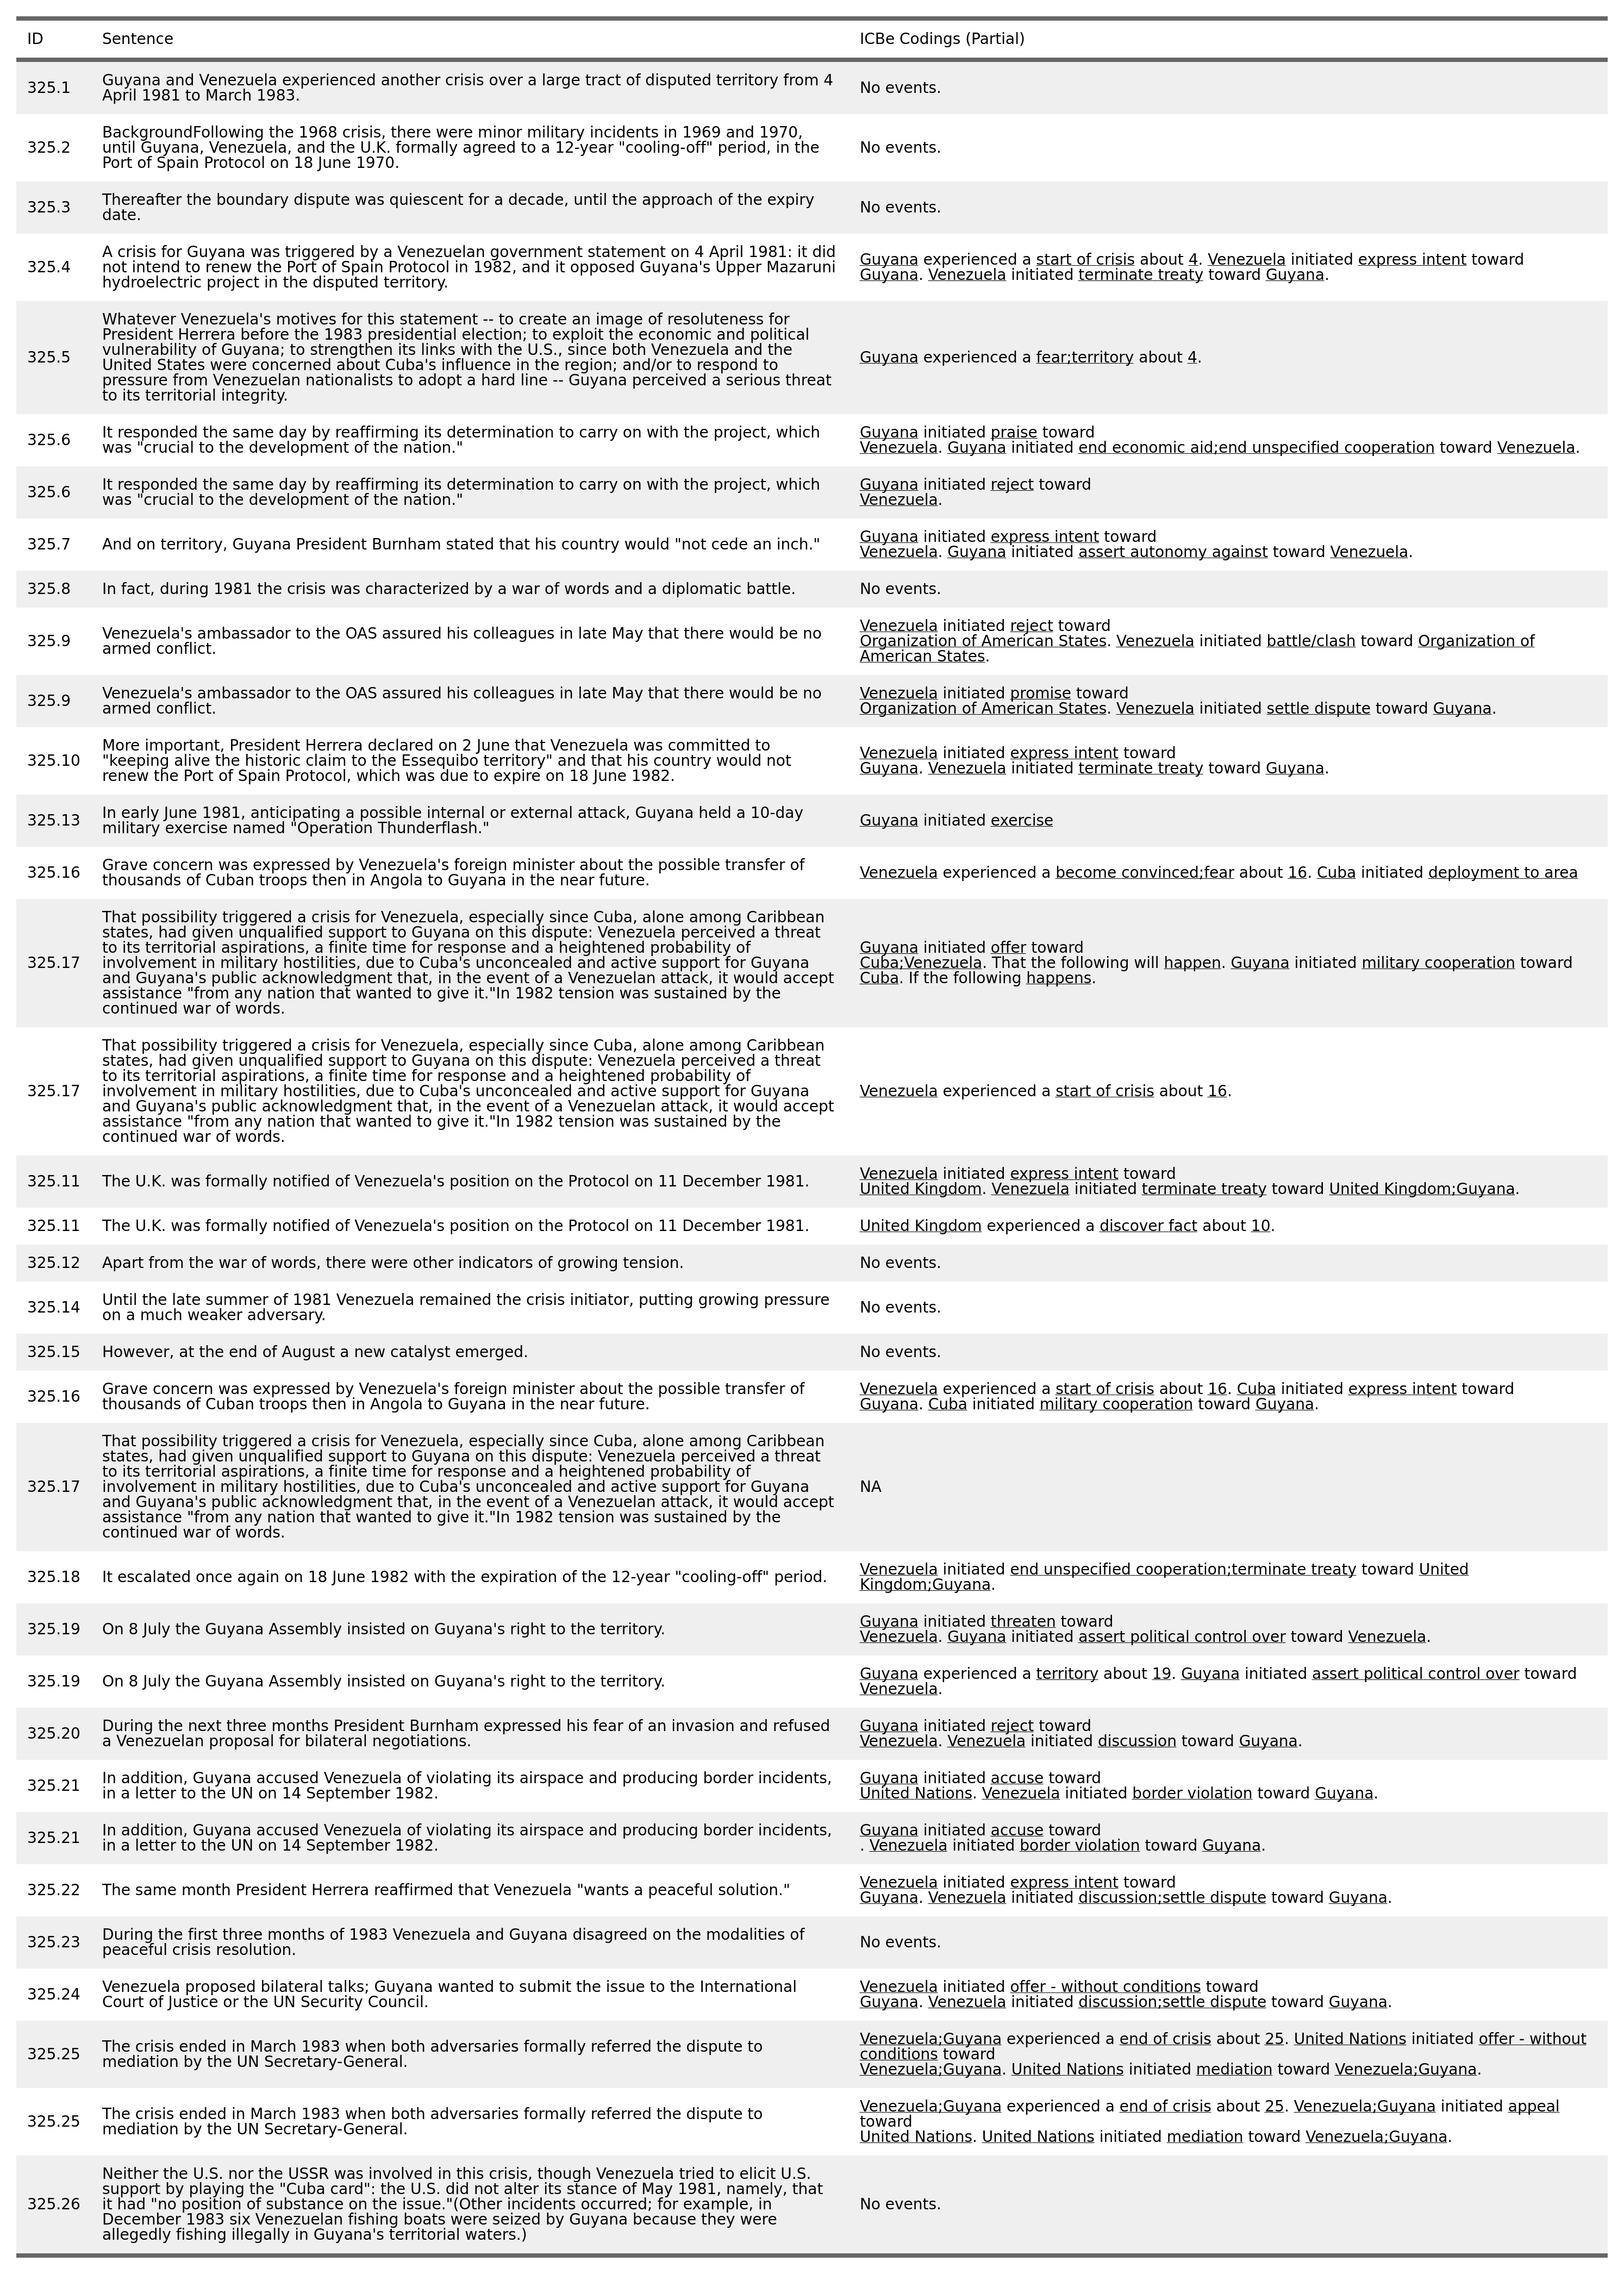 ID Sentence ICBe Codings (Partial)
325.1 Guyana and Venezuela experienced another crisis over a large tract of disputed territory from 4
April 1981 to March 1983.
No events.
325.2 BackgroundFollowing the 1968 crisis, there were minor military incidents in 1969 and 1970,
until Guyana, Venezuela, and the U.K. formally agreed to a 12-year "cooling-off" period, in the
Port of Spain Protocol on 18 June 1970.
No events.
325.3 Thereafter the boundary dispute was quiescent for a decade, until the approach of the expiry
date.
No events.
325.4 A crisis for Guyana was triggered by a Venezuelan government statement on 4 April 1981: it did
not intend to renew the Port of Spain Protocol in 1982, and it opposed Guyana's Upper Mazaruni
hydroelectric project in the disputed territory.
Guyana experienced a start of crisis about 4. Venezuela initiated express intent toward
Guyana. Venezuela initiated terminate treaty toward Guyana.
325.5 Whatever Venezuela's motives for this statement -- to create an image of resoluteness for
President Herrera before the 1983 presidential election; to exploit the economic and political
vulnerability of Guyana; to strengthen its links with the U.S., since both Venezuela and the
United States were concerned about Cuba's influence in the region; and/or to respond to
pressure from Venezuelan nationalists to adopt a hard line -- Guyana perceived a serious threat
to its territorial integrity.
Guyana experienced a fear;territory about 4.
325.6 It responded the same day by reaffirming its determination to carry on with the project, which
was "crucial to the development of the nation."
Guyana initiated praise toward
Venezuela. Guyana initiated end economic aid;end unspecified cooperation toward Venezuela.
325.6 It responded the same day by reaffirming its determination to carry on with the project, which
was "crucial to the development of the nation."
Guyana initiated reject toward
Venezuela.
325.7 And on territory, Guyana President Burnham stated that his country would "not cede an inch."
Guyana initiated express intent toward
Venezuela. Guyana initiated assert autonomy against toward Venezuela.
325.8 In fact, during 1981 the crisis was characterized by a war of words and a diplomatic battle.
No events.
325.9 Venezuela's ambassador to the OAS assured his colleagues in late May that there would be no
armed conflict.
Venezuela initiated reject toward
Organization of American States. Venezuela initiated battle/clash toward Organization of
American States.
325.9 Venezuela's ambassador to the OAS assured his colleagues in late May that there would be no
armed conflict.
Venezuela initiated promise toward
Organization of American States. Venezuela initiated settle dispute toward Guyana.
325.10 More important, President Herrera declared on 2 June that Venezuela was committed to
"keeping alive the historic claim to the Essequibo territory" and that his country would not
renew the Port of Spain Protocol, which was due to expire on 18 June 1982.
Venezuela initiated express intent toward
Guyana. Venezuela initiated terminate treaty toward Guyana.
325.13 In early June 1981, anticipating a possible internal or external attack, Guyana held a 10-day
military exercise named "Operation Thunderflash."
Guyana initiated exercise
325.16 Grave concern was expressed by Venezuela's foreign minister about the possible transfer of
thousands of Cuban troops then in Angola to Guyana in the near future.
Venezuela experienced a become convinced;fear about 16. Cuba initiated deployment to area
325.17 That possibility triggered a crisis for Venezuela, especially since Cuba, alone among Caribbean
states, had given unqualified support to Guyana on this dispute: Venezuela perceived a threat
to its territorial aspirations, a finite time for response and a heightened probability of
involvement in military hostilities, due to Cuba's unconcealed and active support for Guyana
and Guyana's public acknowledgment that, in the event of a Venezuelan attack, it would accept
assistance "from any nation that wanted to give it."In 1982 tension was sustained by the
continued war of words.
Guyana initiated offer toward
Cuba;Venezuela. That the following will happen. Guyana initiated military cooperation toward
Cuba. If the following happens.
325.17 That possibility triggered a crisis for Venezuela, especially since Cuba, alone among Caribbean
states, had given unqualified support to Guyana on this dispute: Venezuela perceived a threat
to its territorial aspirations, a finite time for response and a heightened probability of
involvement in military hostilities, due to Cuba's unconcealed and active support for Guyana
and Guyana's public acknowledgment that, in the event of a Venezuelan attack, it would accept
assistance "from any nation that wanted to give it."In 1982 tension was sustained by the
continued war of words.
Venezuela experienced a start of crisis about 16.
325.11 The U.K. was formally notified of Venezuela's position on the Protocol on 11 December 1981.
Venezuela initiated express intent toward
United Kingdom. Venezuela initiated terminate treaty toward United Kingdom;Guyana.
325.11 The U.K. was formally notified of Venezuela's position on the Protocol on 11 December 1981.
United Kingdom experienced a discover fact about 10.
325.12 Apart from the war of words, there were other indicators of growing tension.
No events.
325.14 Until the late summer of 1981 Venezuela remained the crisis initiator, putting growing pressure
on a much weaker adversary.
No events.
325.15 However, at the end of August a new catalyst emerged.
No events.
325.16 Grave concern was expressed by Venezuela's foreign minister about the possible transfer of
thousands of Cuban troops then in Angola to Guyana in the near future.
Venezuela experienced a start of crisis about 16. Cuba initiated express intent toward
Guyana. Cuba initiated military cooperation toward Guyana.
325.17 That possibility triggered a crisis for Venezuela, especially since Cuba, alone among Caribbean
states, had given unqualified support to Guyana on this dispute: Venezuela perceived a threat
to its territorial aspirations, a finite time for response and a heightened probability of
involvement in military hostilities, due to Cuba's unconcealed and active support for Guyana
and Guyana's public acknowledgment that, in the event of a Venezuelan attack, it would accept
assistance "from any nation that wanted to give it."In 1982 tension was sustained by the
continued war of words.
NA
325.18 It escalated once again on 18 June 1982 with the expiration of the 12-year "cooling-off" period.
Venezuela initiated end unspecified cooperation;terminate treaty toward United
Kingdom;Guyana.
325.19 On 8 July the Guyana Assembly insisted on Guyana's right to the territory.
Guyana initiated threaten toward
Venezuela. Guyana initiated assert political control over toward Venezuela.
325.19 On 8 July the Guyana Assembly insisted on Guyana's right to the territory.
Guyana experienced a territory about 19. Guyana initiated assert political control over toward
Venezuela.
325.20 During the next three months President Burnham expressed his fear of an invasion and refused
a Venezuelan proposal for bilateral negotiations.
Guyana initiated reject toward
Venezuela. Venezuela initiated discussion toward Guyana.
325.21 In addition, Guyana accused Venezuela of violating its airspace and producing border incidents,
in a letter to the UN on 14 September 1982.
Guyana initiated accuse toward
United Nations. Venezuela initiated border violation toward Guyana.
325.21 In addition, Guyana accused Venezuela of violating its airspace and producing border incidents,
in a letter to the UN on 14 September 1982.
Guyana initiated accuse toward
. Venezuela initiated border violation toward Guyana.
325.22 The same month President Herrera reaffirmed that Venezuela "wants a peaceful solution."
Venezuela initiated express intent toward
Guyana. Venezuela initiated discussion;settle dispute toward Guyana.
325.23 During the first three months of 1983 Venezuela and Guyana disagreed on the modalities of
peaceful crisis resolution.
No events.
325.24 Venezuela proposed bilateral talks; Guyana wanted to submit the issue to the International
Court of Justice or the UN Security Council.
Venezuela initiated offer - without conditions toward
Guyana. Venezuela initiated discussion;settle dispute toward Guyana.
325.25 The crisis ended in March 1983 when both adversaries formally referred the dispute to
mediation by the UN Secretary-General.
Venezuela;Guyana experienced a end of crisis about 25. United Nations initiated offer - without
conditions toward
Venezuela;Guyana. United Nations initiated mediation toward Venezuela;Guyana.
325.25 The crisis ended in March 1983 when both adversaries formally referred the dispute to
mediation by the UN Secretary-General.
Venezuela;Guyana experienced a end of crisis about 25. Venezuela;Guyana initiated appeal
toward
United Nations. United Nations initiated mediation toward Venezuela;Guyana.
325.26 Neither the U.S. nor the USSR was involved in this crisis, though Venezuela tried to elicit U.S.
support by playing the "Cuba card": the U.S. did not alter its stance of May 1981, namely, that
it had "no position of substance on the issue."(Other incidents occurred; for example, in
December 1983 six Venezuelan fishing boats were seized by Guyana because they were
allegedly fishing illegally in Guyana's territorial waters.)
No events.